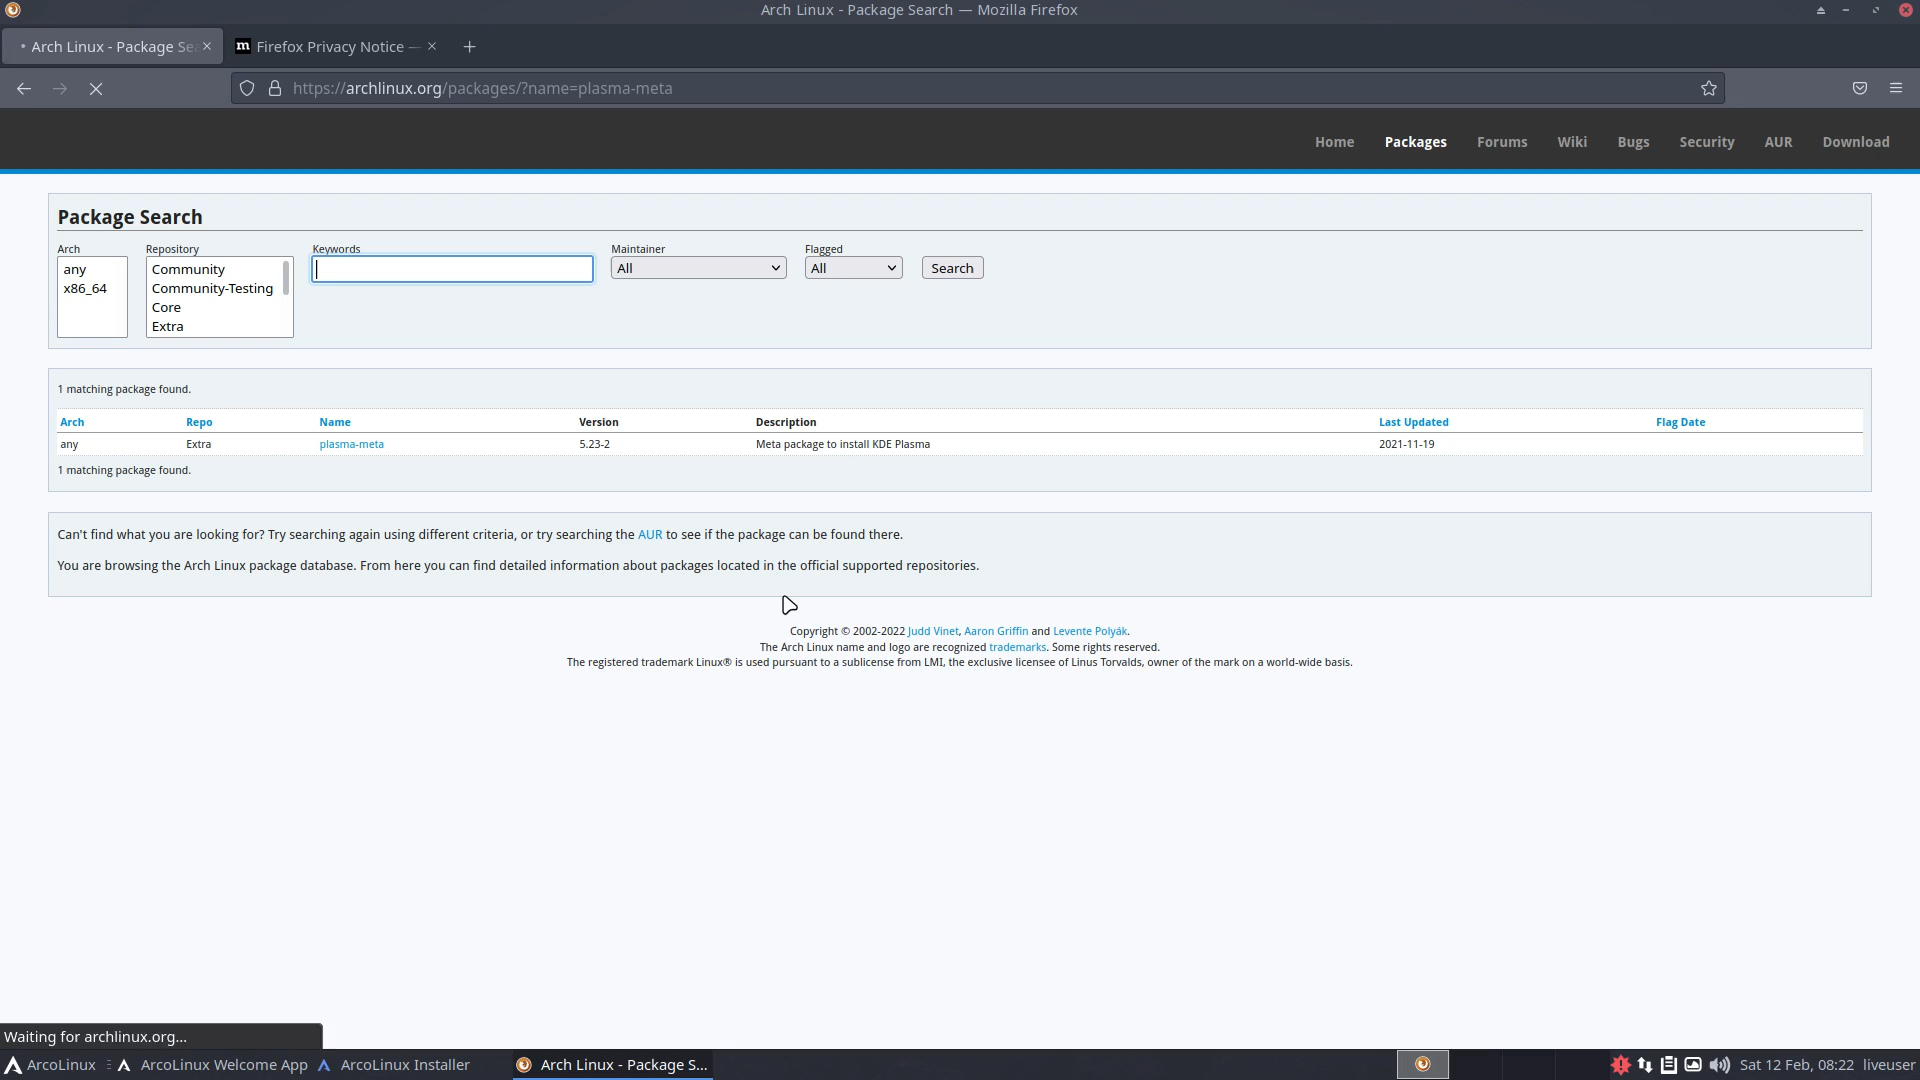 Arch Linux - Package Search — Mozilla Firefox
Arch Linux - Package Se
Firefox Privacy Notice —
https://archlinux.org/packages/?name=plasma-meta
Home Packages Forums Wiki Bugs Security AUR Download
Package Search
Arch Repository Keywords Maintainer Flagged
any
x86_64
Community
Community-Testing
Core
Extra
All
All
Search
1 matching package found.
Arch Repo Name Version Description Last Updated Flag Date
any Extra plasma-meta 5.23-2 Meta package to install KDE Plasma 2021-11-19
1 matching package found.
Can't find what you are looking for? Try searching again using different criteria, or try searching the AUR to see if the package can be found there.
You are browsing the Arch Linux package database. From here you can find detailed information about packages located in the official supported repositories.
Copyright © 2002-2022 Judd Vinet, Aaron Griffin and Levente Polyák.
The Arch Linux name and logo are recognized trademarks. Some rights reserved.
The registered trademark Linux® is used pursuant to a sublicense from LMI, the exclusive licensee of Linus Torvalds, owner of the mark on a world-wide basis.
Waiting for archlinux.org...
ArcoLinux ArcoLinux Welcome App ArcoLinux Installer Arch Linux - Package S... Sat 12 Feb, 08:22 liveuser